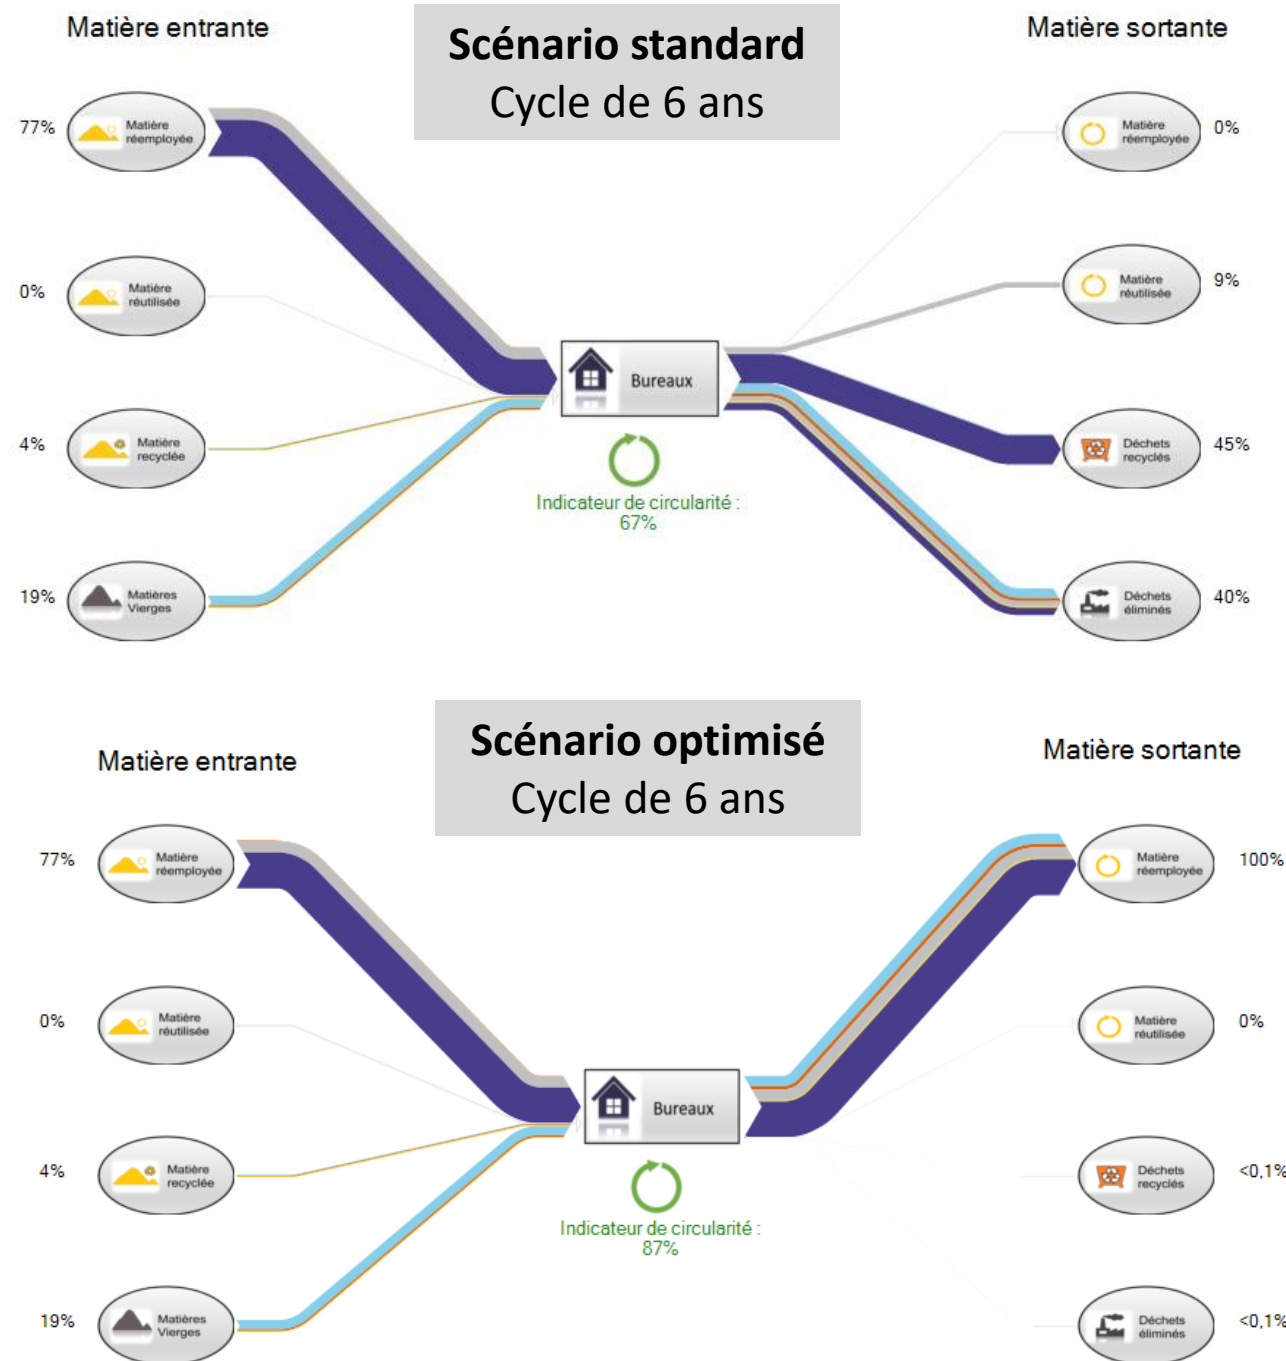 Matière entrante
Scénario standard
Cycle de 6 ans
Matière sortante
77%
Matière
réemployée
Matière
réemployée
0%
0%
Matière
réutilisée
Matière
réutilisée
9%
Bureaux
4%
Matière
recyclée
Déchets
recyclés
45%
Indicateur de circularité :
67%
19%
Matières
Vierges
Déchets
éliminés
40%
Matière entrante
Scénario optimisé
Cycle de 6 ans
Matière sortante
77%
Matière
réemployée
Matière
réemployée
100%
0%
Matière
réutilisée
Matière
réutilisée
0%
Bureaux
4%
Matière
recyclée
Déchets
recyclés
<0,1%
Indicateur de circularité :
87%
19%
Matières
Vierges
Déchets
éliminés
<0,1%